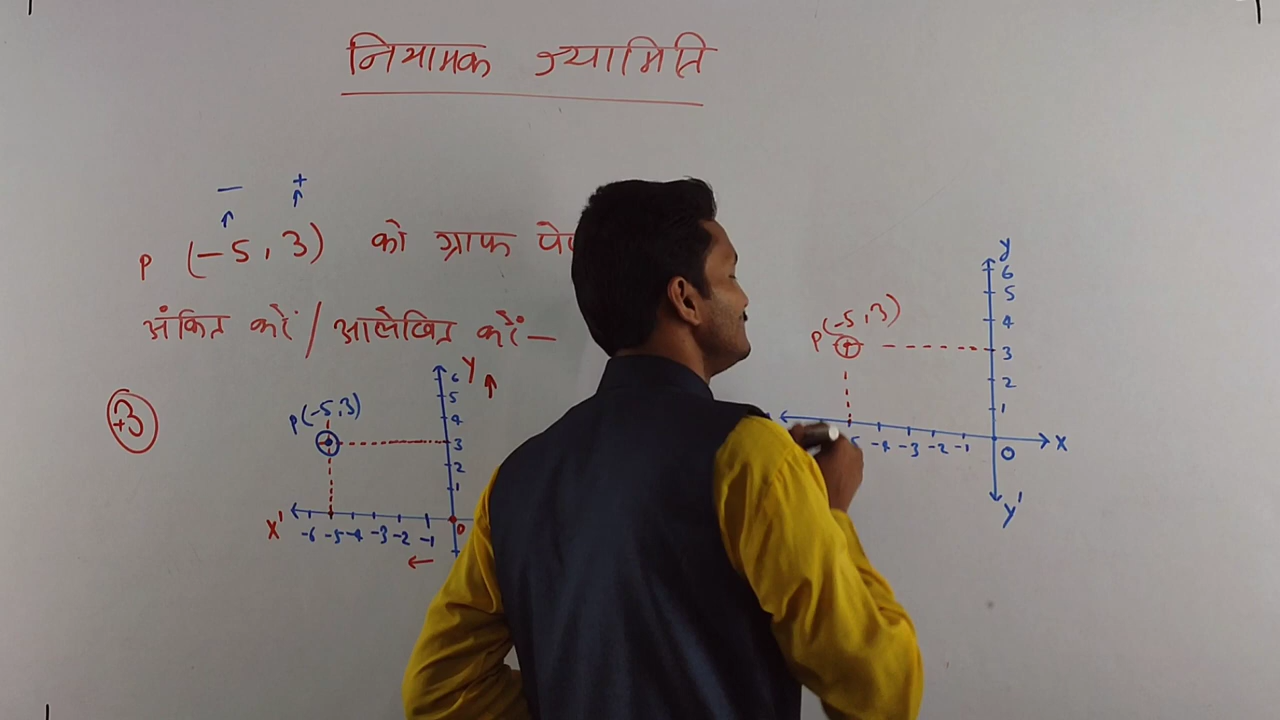 नियामक ज्यामिति
- +
P (-5, 3) को ग्राफ
अंकित करें / आलेखित करें -
+3
Y
6
5
4
3
2
1
P(-5,3)
X' -6 -5 -4 -3 -2 -1 0
y
6
5
4
3
2
1
P(-5,3)
-4 -3 -2 -1 0 X
y'